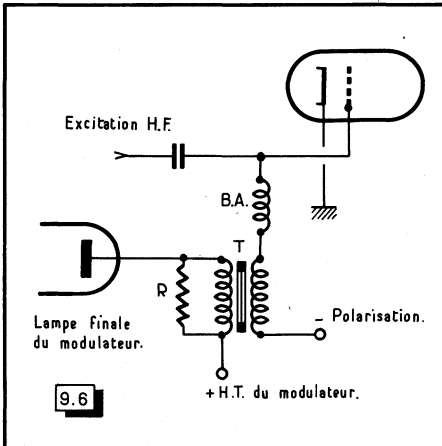 Excitation H.F.
B.A.
T
R
Lampe finale
du modulateur.
– Polarisation.
+ H.T. du modulateur.
9.6